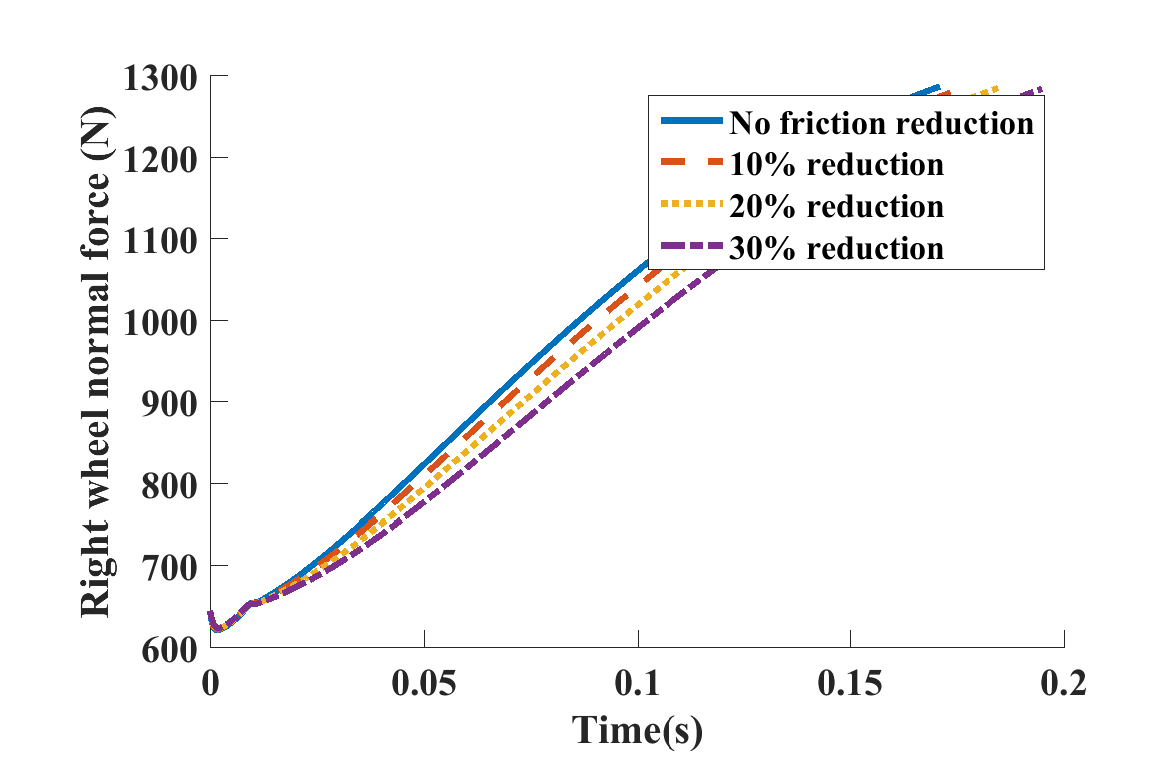 1300
1200
1100
1000
900
800
700
600
Right wheel normal force (N)
No friction reduction
10% reduction
20% reduction
30% reduction
0
0.05
0.1
0.15
0.2
Time(s)